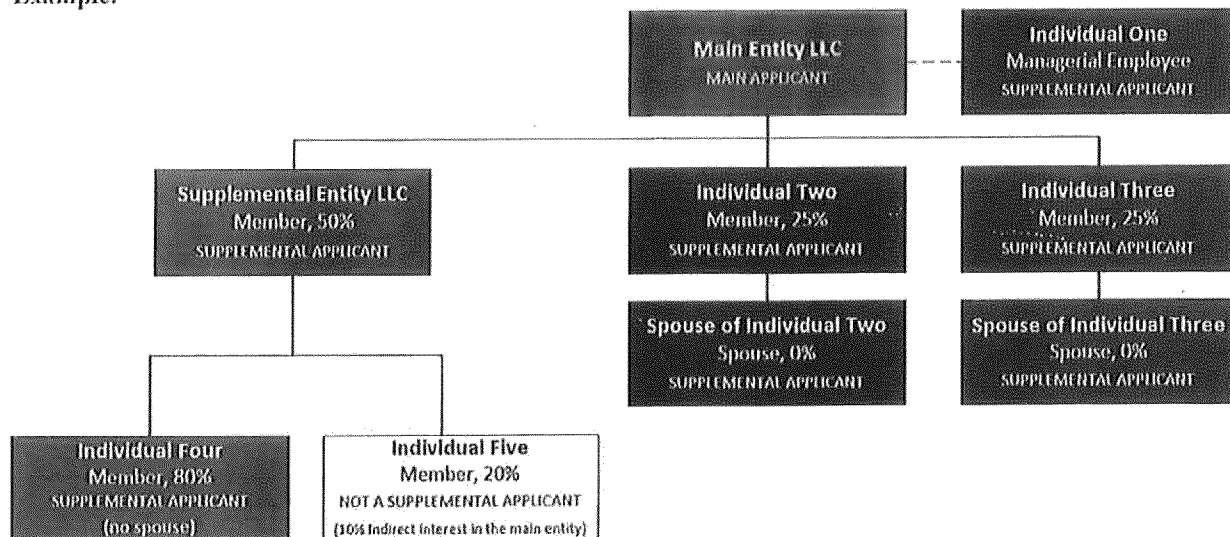 Example:
Main Entity LLC
MAIN APPLICANT
Individual One
Managerial Employee
SUPPLEMENTAL APPLICANT
Supplemental Entity LLC
Member, 50%
SUPPLEMENTAL APPLICANT
Individual Two
Member, 25%
SUPPLEMENTAL APPLICANT
Individual Three
Member, 25%
SUPPLEMENTAL APPLICANT
Spouse of Individual Two
Spouse, 0%
SUPPLEMENTAL APPLICANT
Spouse of Individual Three
Spouse, 0%
SUPPLEMENTAL APPLICANT
Individual Four
Member, 80%
SUPPLEMENTAL APPLICANT
(no spouse)
Individual Five
Member, 20%
NOT A SUPPLEMENTAL APPLICANT
(10% Indirect Interest in the main entity)